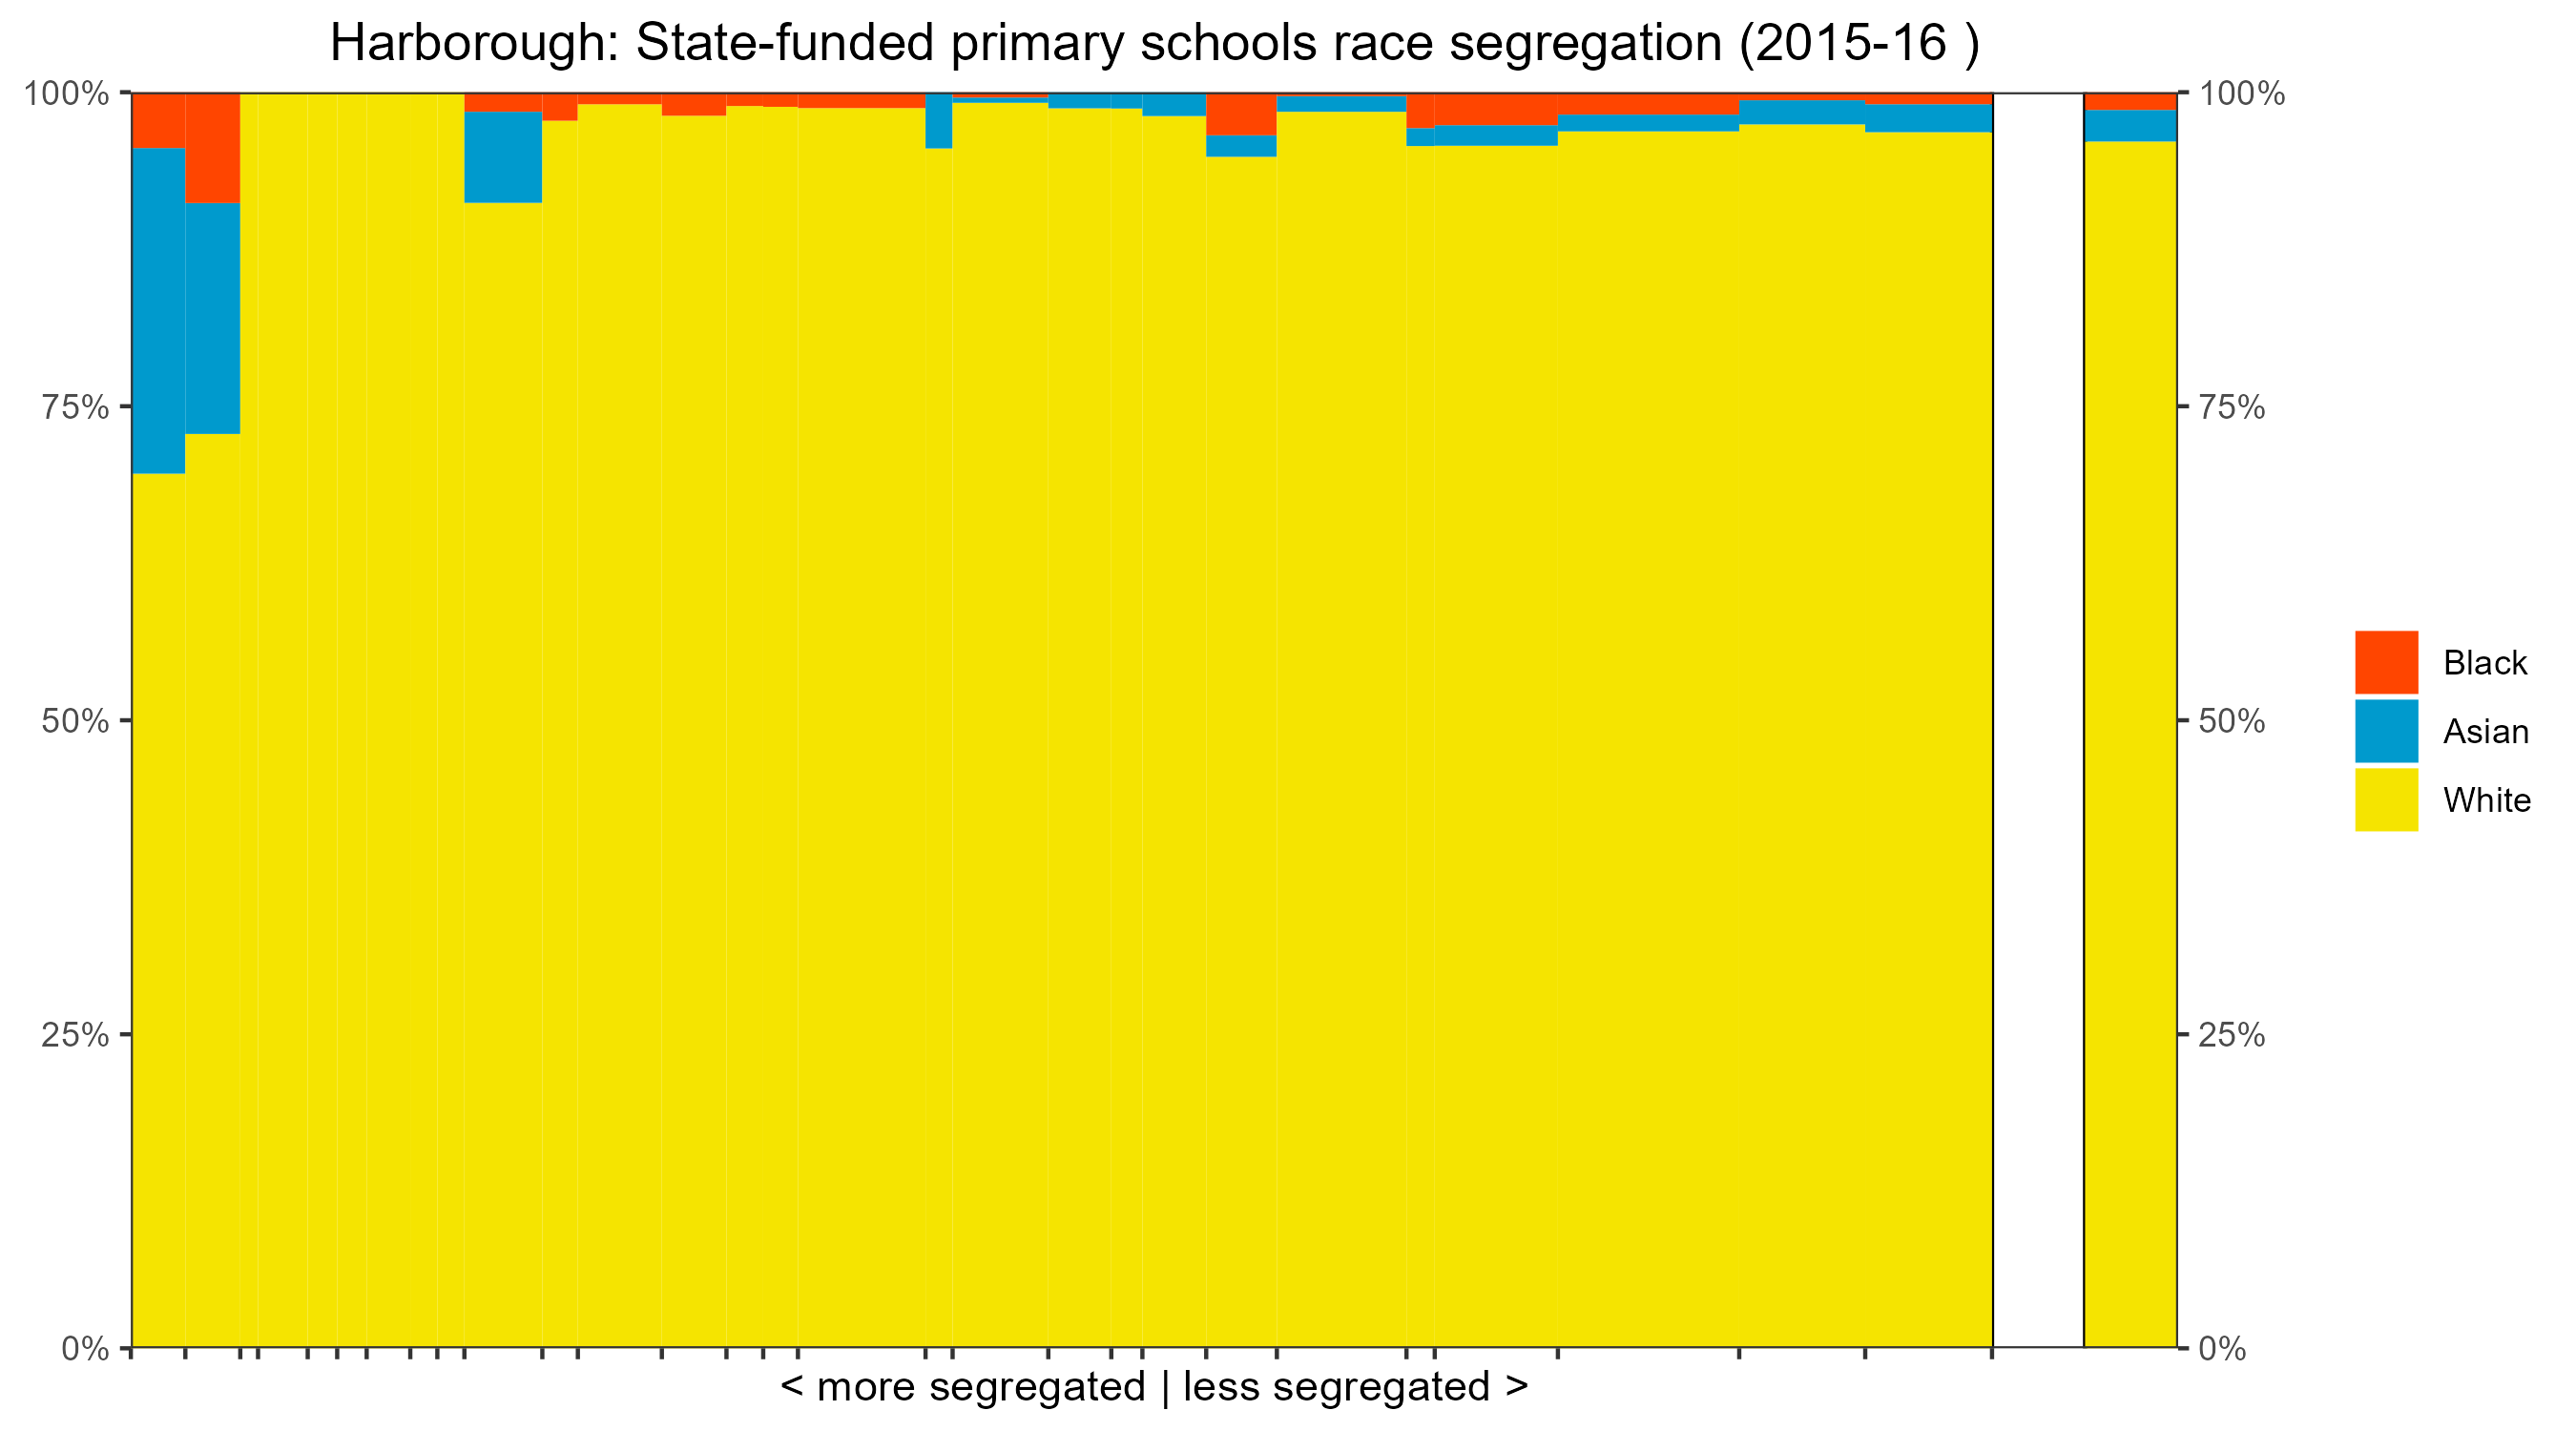 Harborough: State-funded primary schools race segregation (2015-16 )
100%
75%
50%
25%
0%
100%
75%
50%
25%
0%
Black
Asian
White
< more segregated | less segregated >